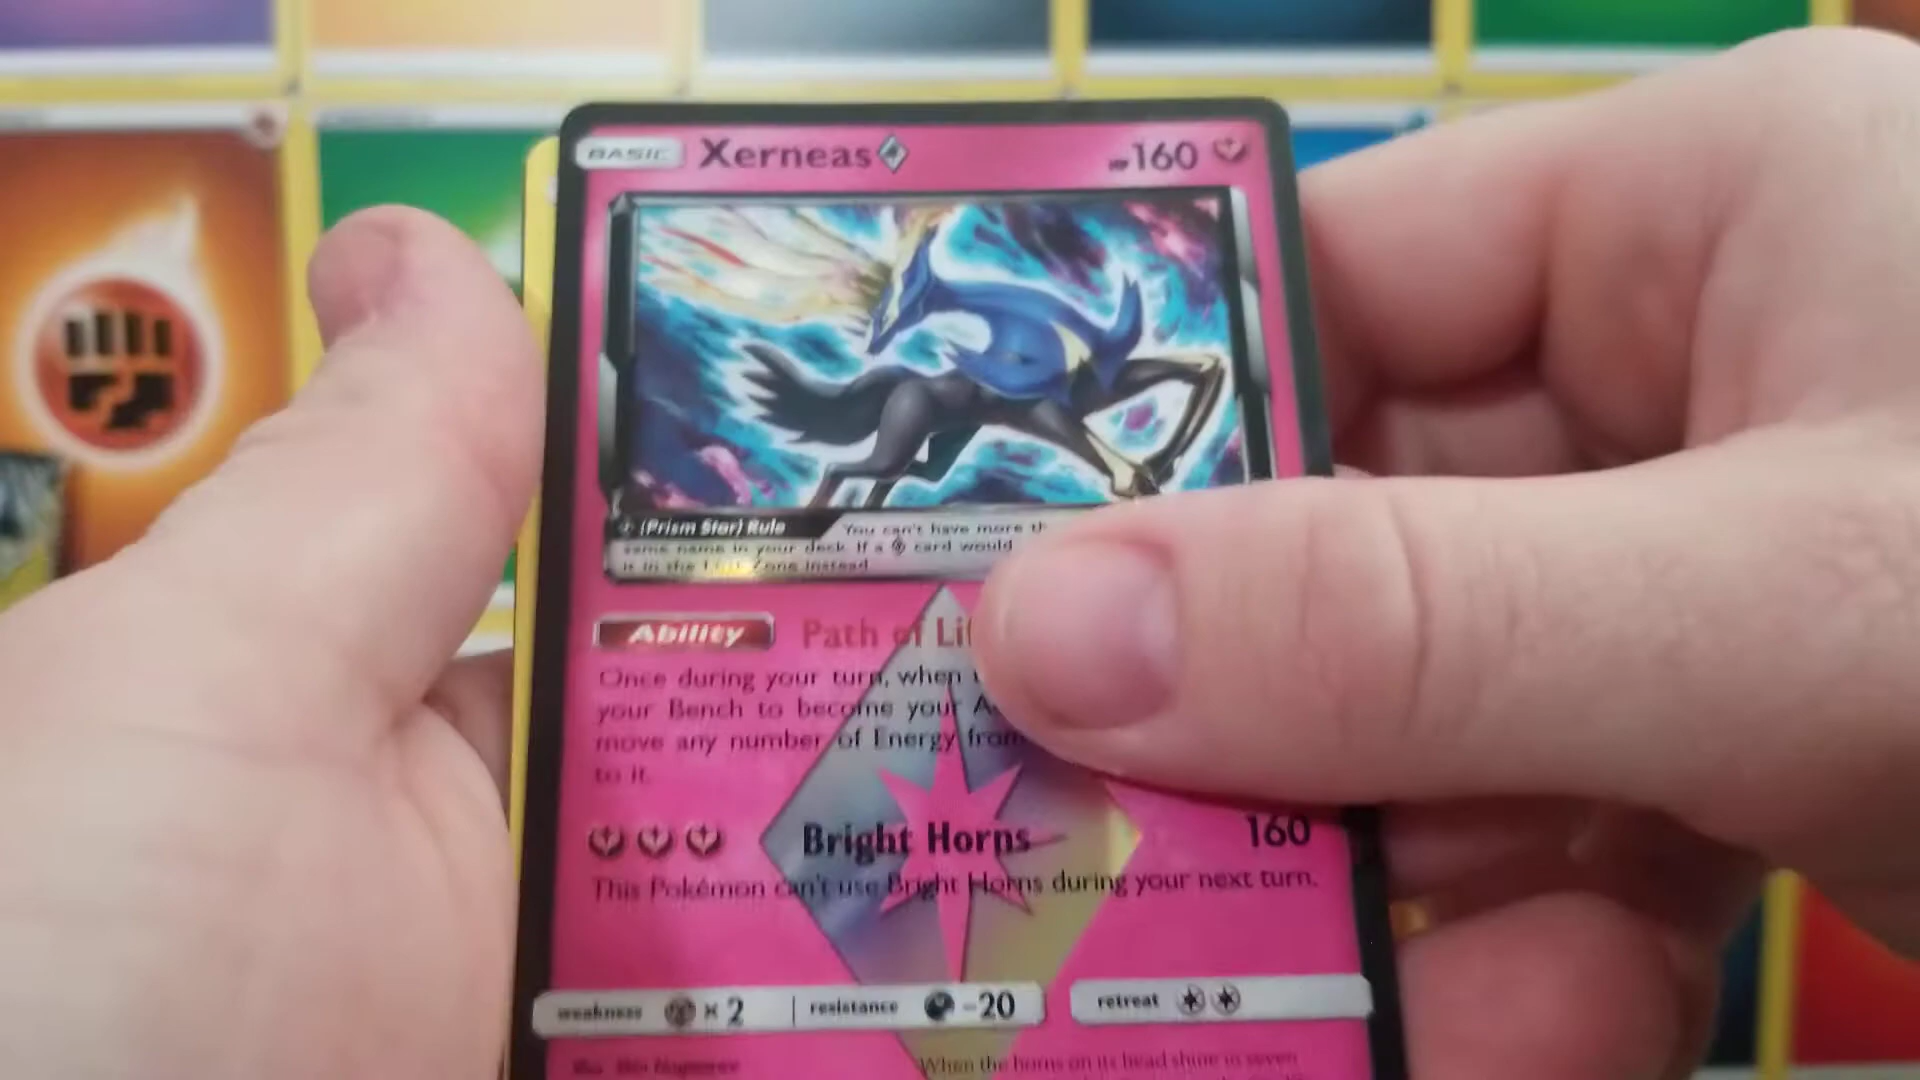 BASIC Xerneas HP160
(Prism Star) Rule You can't have more th
same name in your deck. If a card would
is in the Lost Zone instead
Ability Path of Li
Once during your turn, when
your Bench to become your A
move any number of Energy from
to it.
Bright Horns 160
This Pokémon can't use Bright Horns during your next turn.
weakness × 2 resistance -20 retreat
When the horns on its head shine in seven